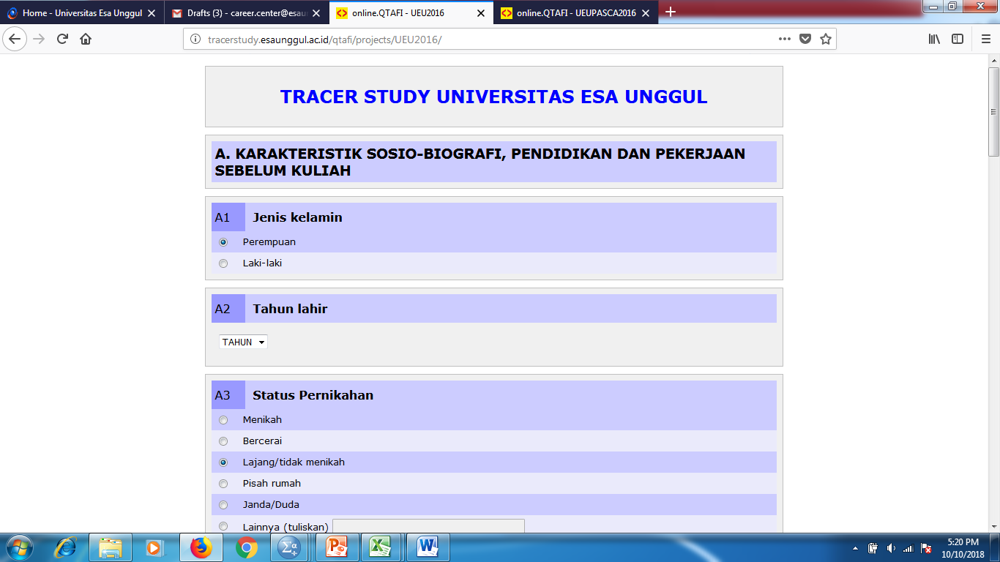 Home - Universitas Esa Unggul
Drafts (3) - career.center@esau
online.QTAFI - UEU2016
online.QTAFI - UEUPASCA2016
tracerstudy.esaunggul.ac.id/qtafi/projects/UEU2016/
TRACER STUDY UNIVERSITAS ESA UNGGUL
A. KARAKTERISTIK SOSIO-BIOGRAFI, PENDIDIKAN DAN PEKERJAAN
SEBELUM KULIAH
A1 Jenis kelamin
Perempuan
Laki-laki
A2 Tahun lahir
TAHUN
A3 Status Pernikahan
Menikah
Bercerai
Lajang/tidak menikah
Pisah rumah
Janda/Duda
Lainnya (tuliskan)
5:20 PM
10/10/2018